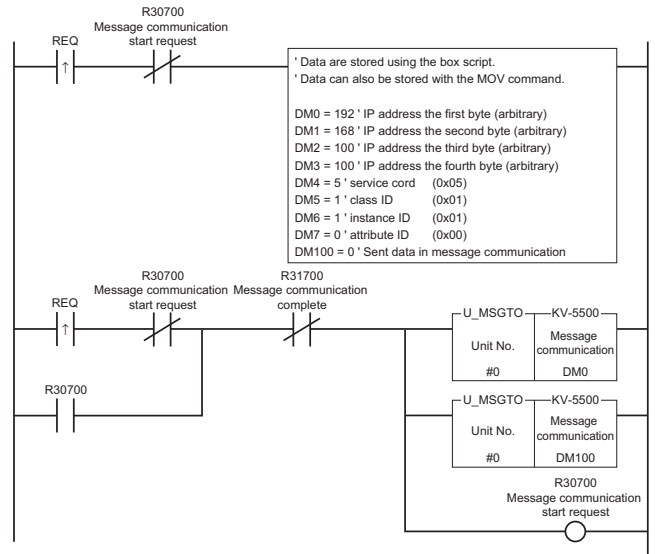 R30700
Message communication
start request
REQ
↑
' Data are stored using the box script.
' Data can also be stored with the MOV command.
DM0 = 192 ' IP address the first byte (arbitrary)
DM1 = 168 ' IP address the second byte (arbitrary)
DM2 = 100 ' IP address the third byte (arbitrary)
DM3 = 100 ' IP address the fourth byte (arbitrary)
DM4 = 5 ' service cord (0x05)
DM5 = 1 ' class ID (0x01)
DM6 = 1 ' instance ID (0x01)
DM7 = 0 ' attribute ID (0x00)
DM100 = 0 ' Sent data in message communication
R30700
Message communication
start request
R31700
Message communication
complete
REQ
↑
U_MSGTO KV-5500
Unit No. Message
communication
#0 DM0
R30700
U_MSGTO KV-5500
Unit No. Message
communication
#0 DM100
R30700
Message communication
start request